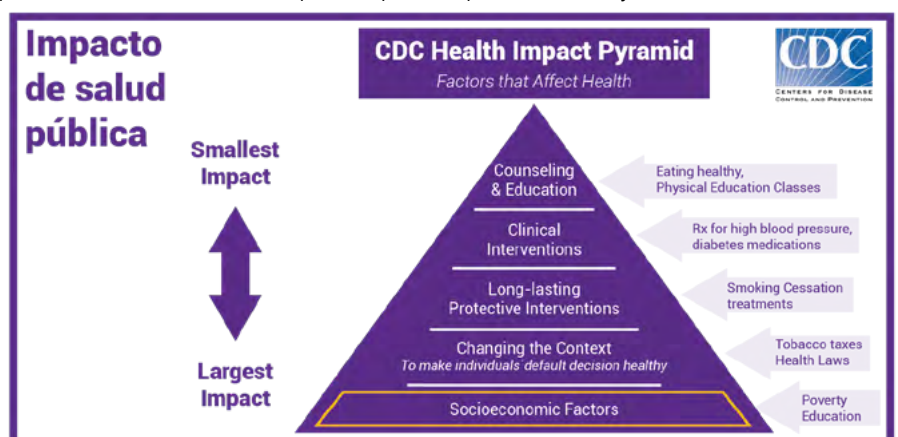 Impacto
de salud
pública
CDC Health Impact Pyramid
Factors that Affect Health
CDC
CENTERS FOR DISEASE
CONTROL AND PREVENTION
Smallest
Impact
Largest
Impact
Counseling
& Education
Eating healthy,
Physical Education Classes
Clinical
Interventions
Rx for high blood pressure,
diabetes medications
Long-lasting
Protective Interventions
Smoking Cessation
treatments
Changing the Context
To make individuals default decision healthy
Tobacco taxes
Health Laws
Socioeconomic Factors
Poverty
Education